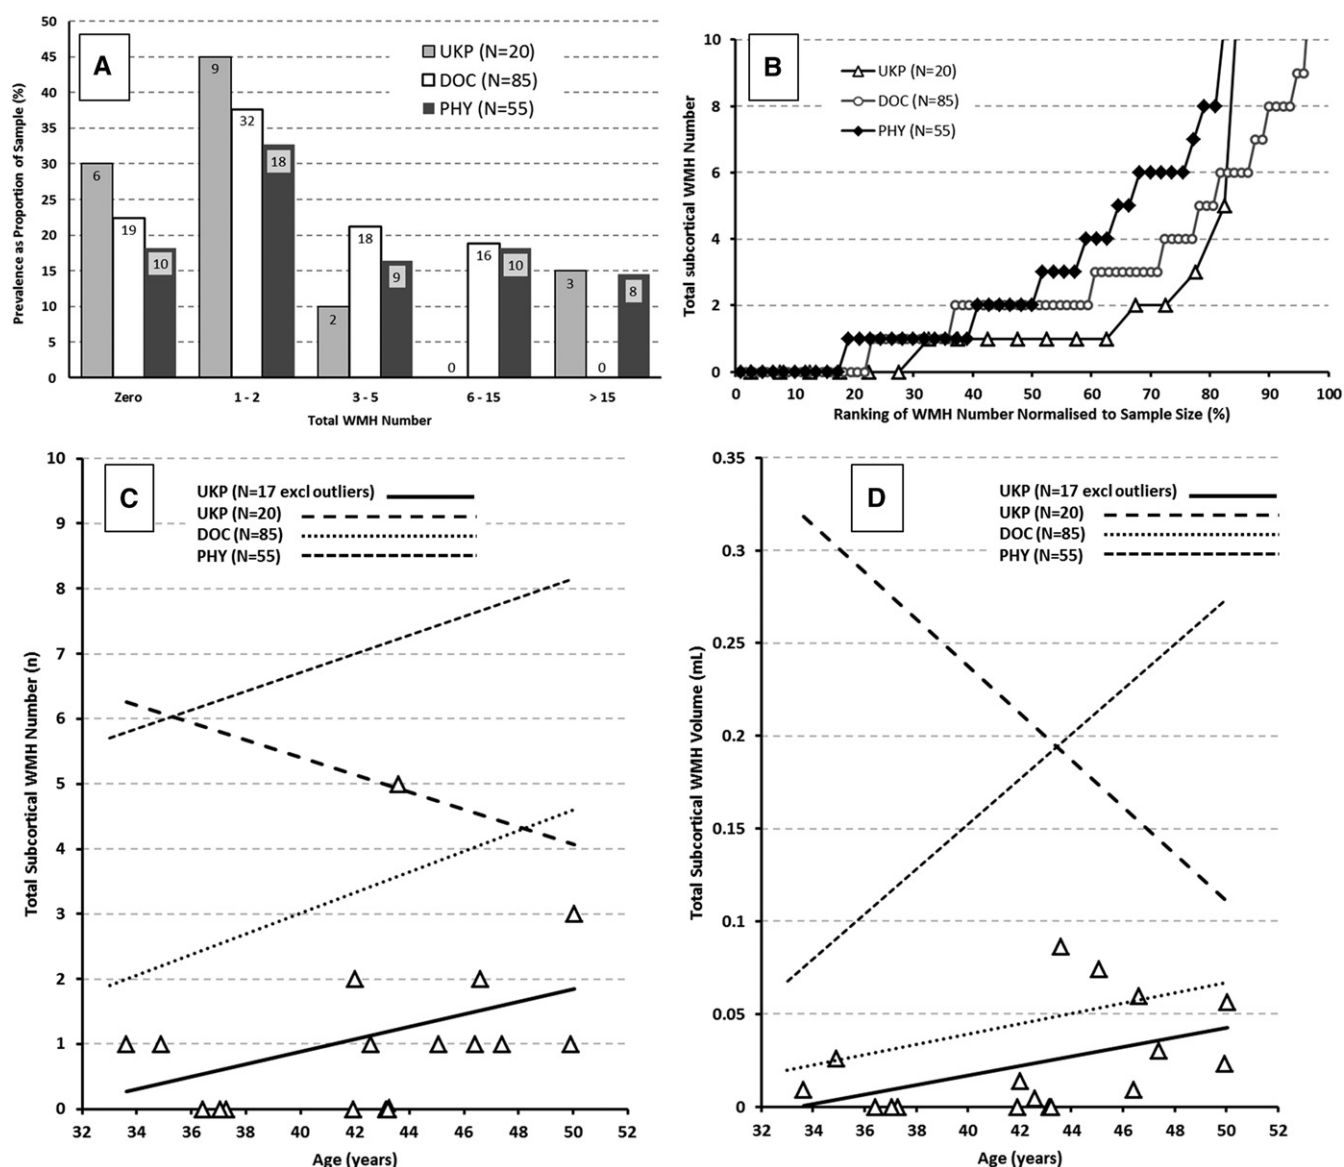 A
UKP (N=20)
DOC (N=85)
PHY (N=55)
50
45
40
35
30
25
20
15
10
5
0
Prevalence as Proportion of Sample (%)
6
19
10
9
32
18
2
18
9
0
16
10
3
0
8
Zero
1 - 2
3 - 5
6 - 15
> 15
Total WMH Number
B
UKP (N=20)
DOC (N=85)
PHY (N=55)
10
8
6
4
2
0
Total subcortical WMH Number
0 10 20 30 40 50 60 70 80 90 100
Ranking of WMH Number Normalised to Sample Size (%)
C
UKP (N=17 excl outliers)
UKP (N=20)
DOC (N=85)
PHY (N=55)
10
9
8
7
6
5
4
3
2
1
0
Total Subcortical WMH Number (n)
32 34 36 38 40 42 44 46 48 50 52
Age (years)
D
UKP (N=17 excl outliers)
UKP (N=20)
DOC (N=85)
PHY (N=55)
0.35
0.3
0.25
0.2
0.15
0.1
0.05
0
Total Subcortical WMH Volume (mL)
32 34 36 38 40 42 44 46 48 50 52
Age (years)